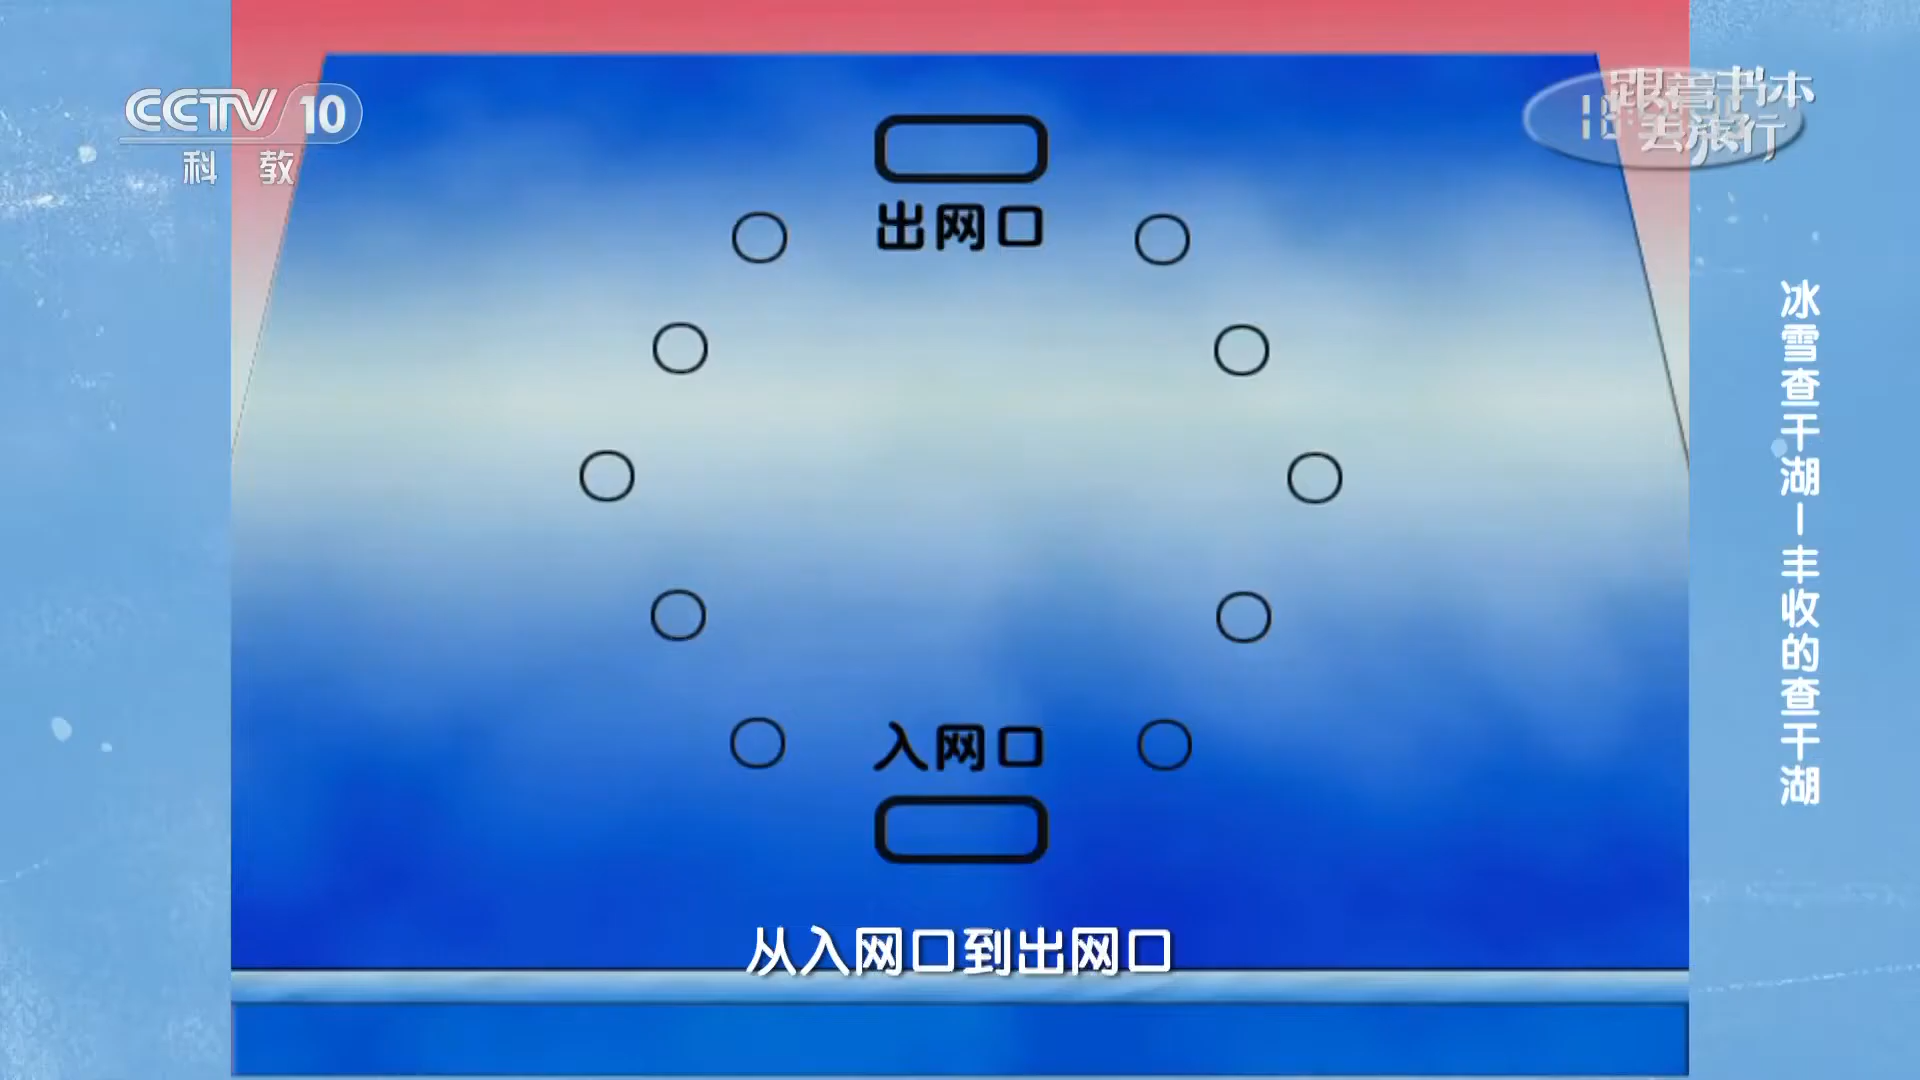 CCTV 10
科教
跟着书本
去旅行
出网口
入网口
从入网口到出网口
冰雪查干湖—丰收的查干湖